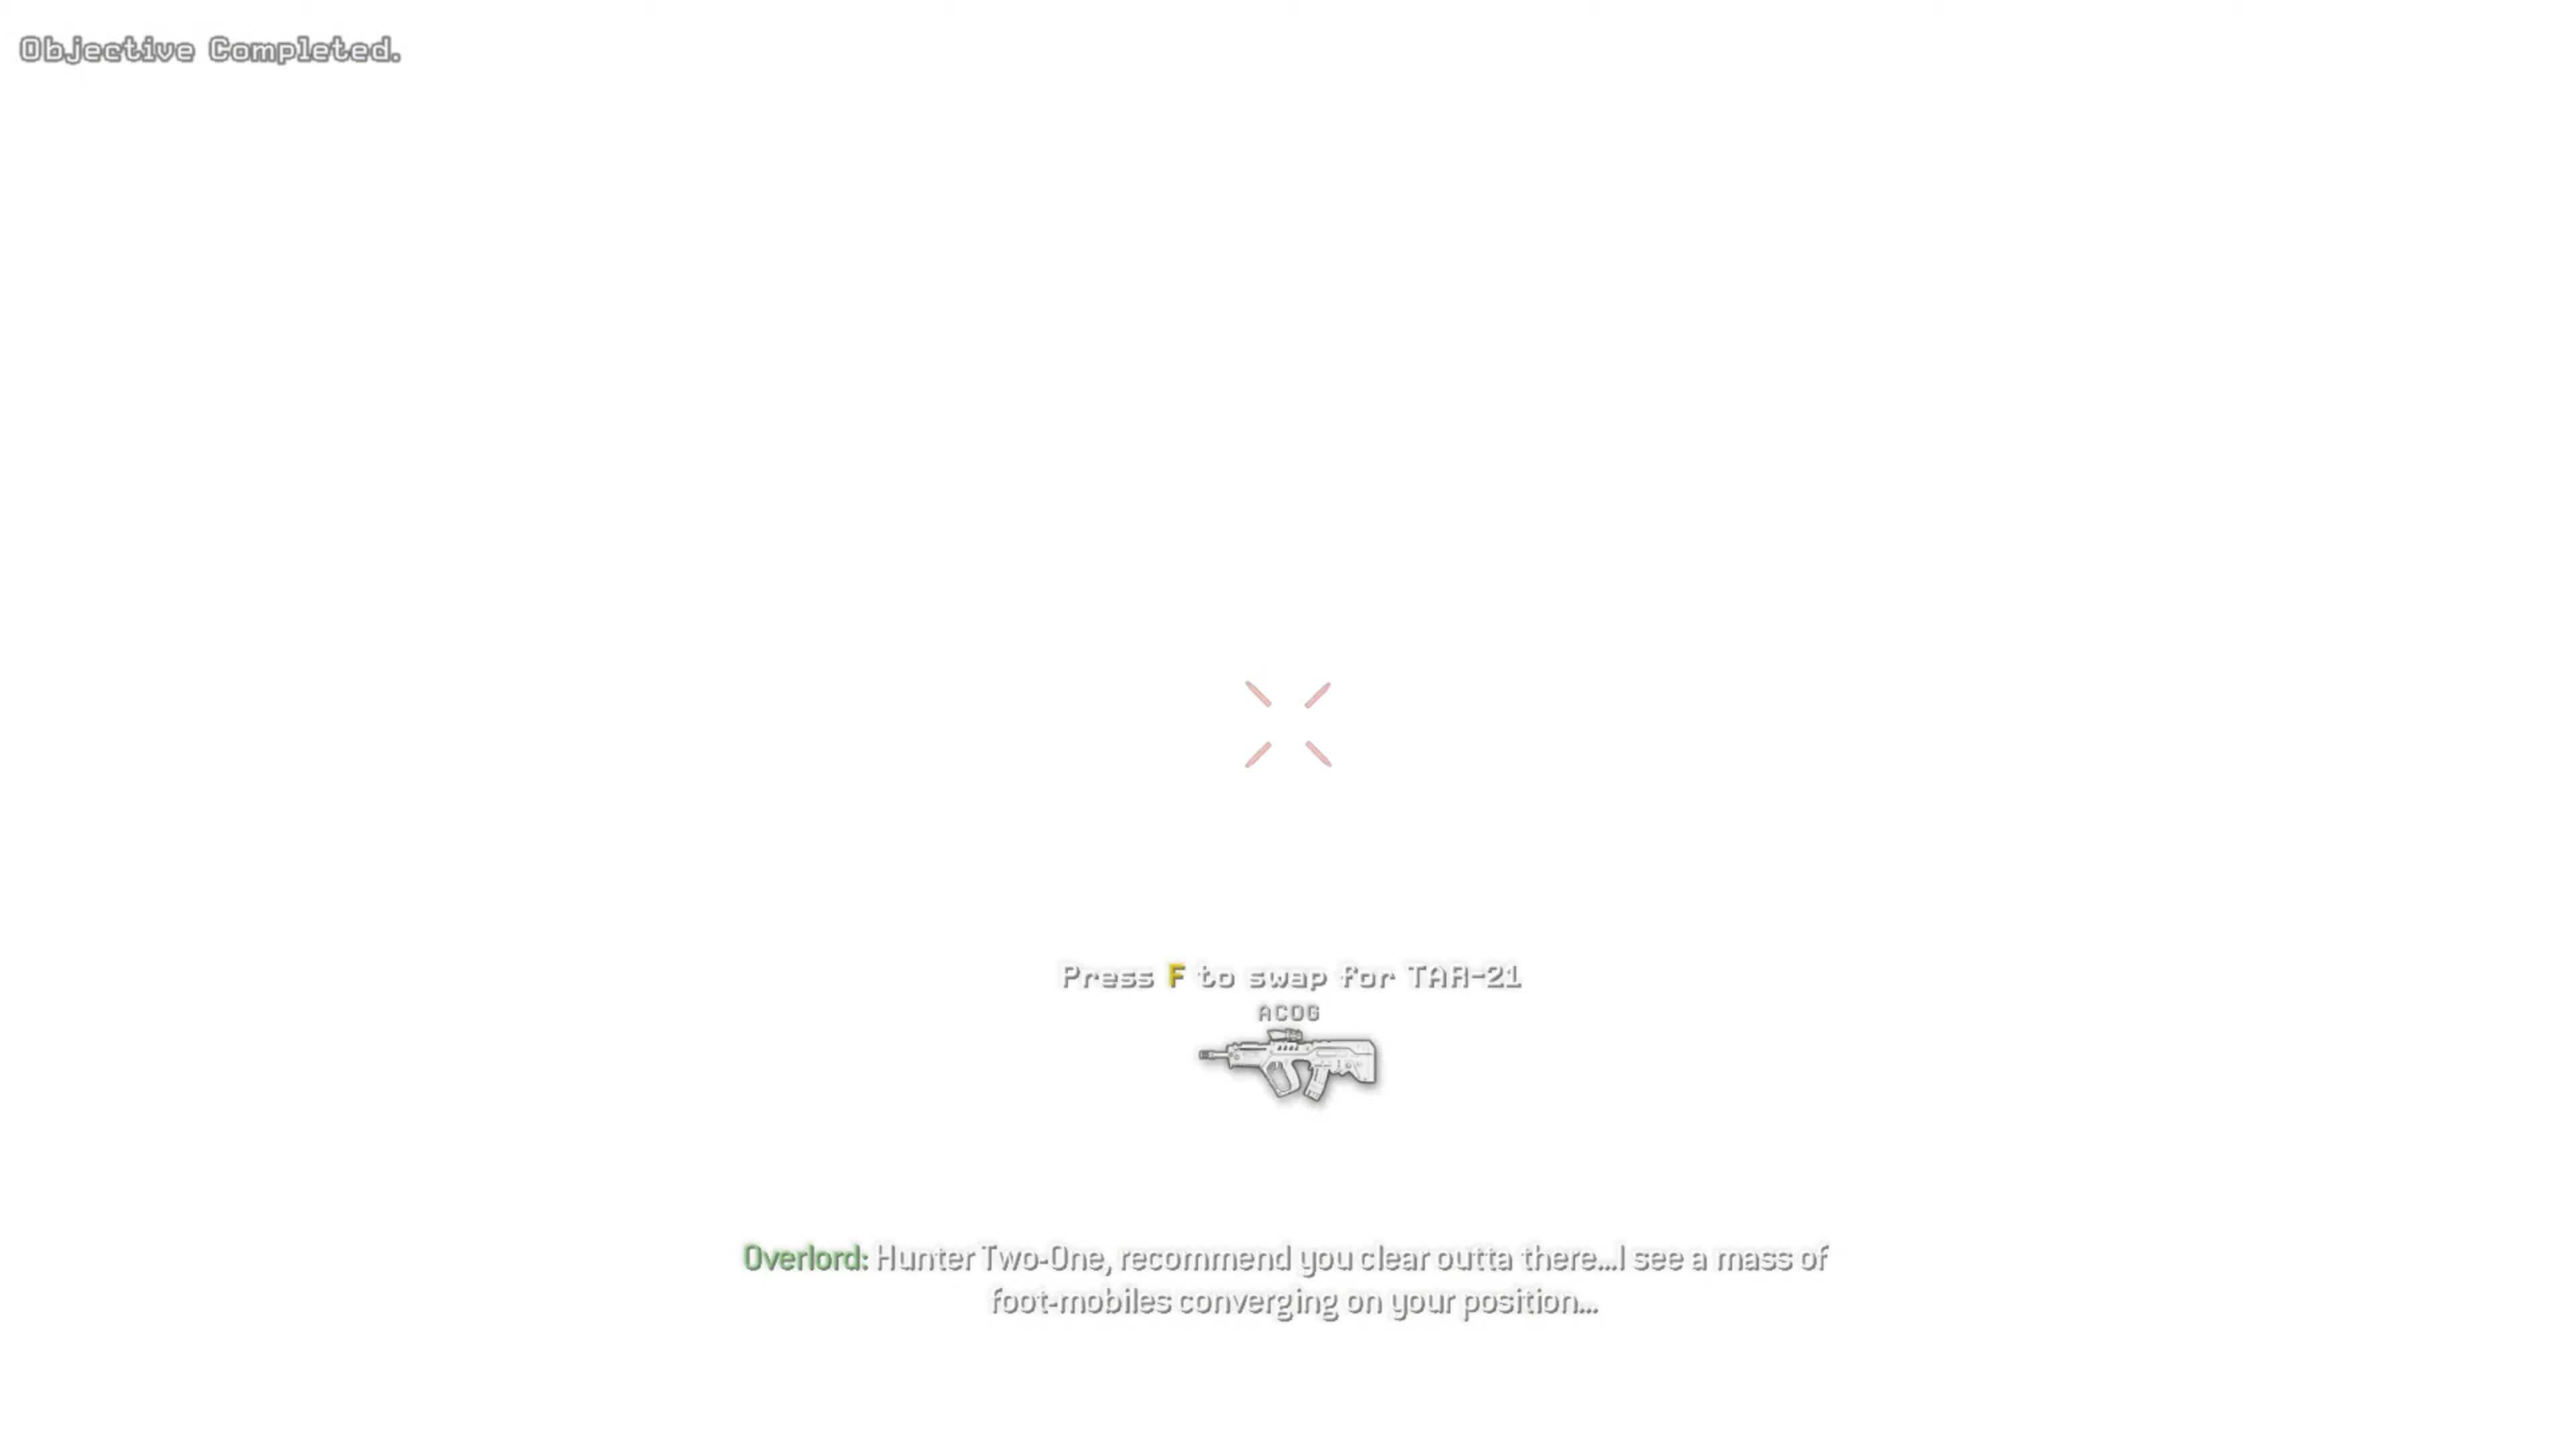 Objective Completed.
Press F to swap for TAR-21
ACOG
Overlord: Hunter Two-One, recommend you clear outta there...I see a mass of
foot-mobiles converging on your position...